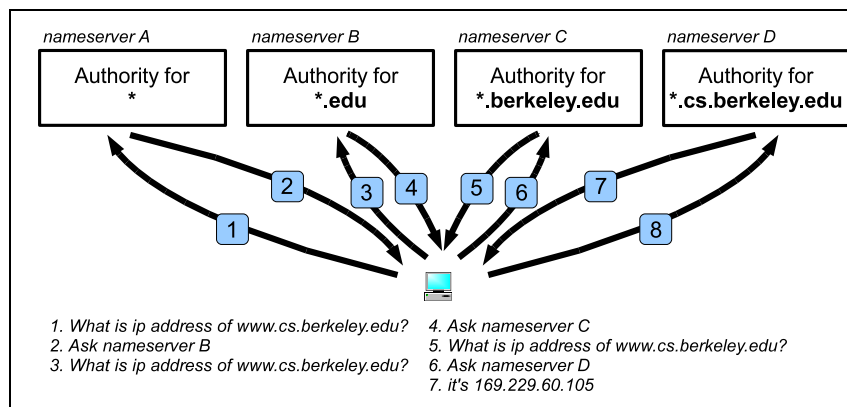 nameserver A
nameserver B
nameserver C
nameserver D
Authority for
*
Authority for
*.edu
Authority for
*.berkeley.edu
Authority for
*.cs.berkeley.edu
1
2
3
4
5
6
7
8
1. What is ip address of www.cs.berkeley.edu?
2. Ask nameserver B
3. What is ip address of www.cs.berkeley.edu?
4. Ask nameserver C
5. What is ip address of www.cs.berkeley.edu?
6. Ask nameserver D
7. it's 169.229.60.105